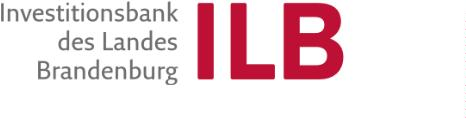 Investitionsbank
des Landes
Brandenburg
ILB